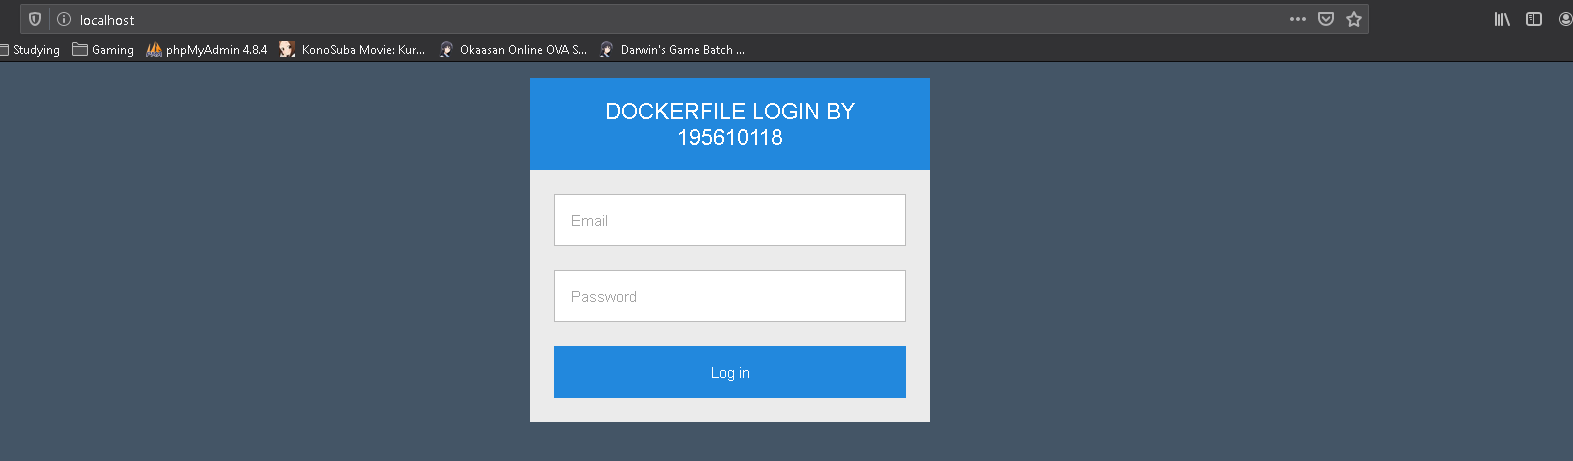 localhost
Studying Gaming phpMyAdmin 4.8.4 KonoSuba Movie: Kur... Okaasan Online OVA S... Darwin's Game Batch ...
DOCKERFILE LOGIN BY
195610118
Email
Password
Log in